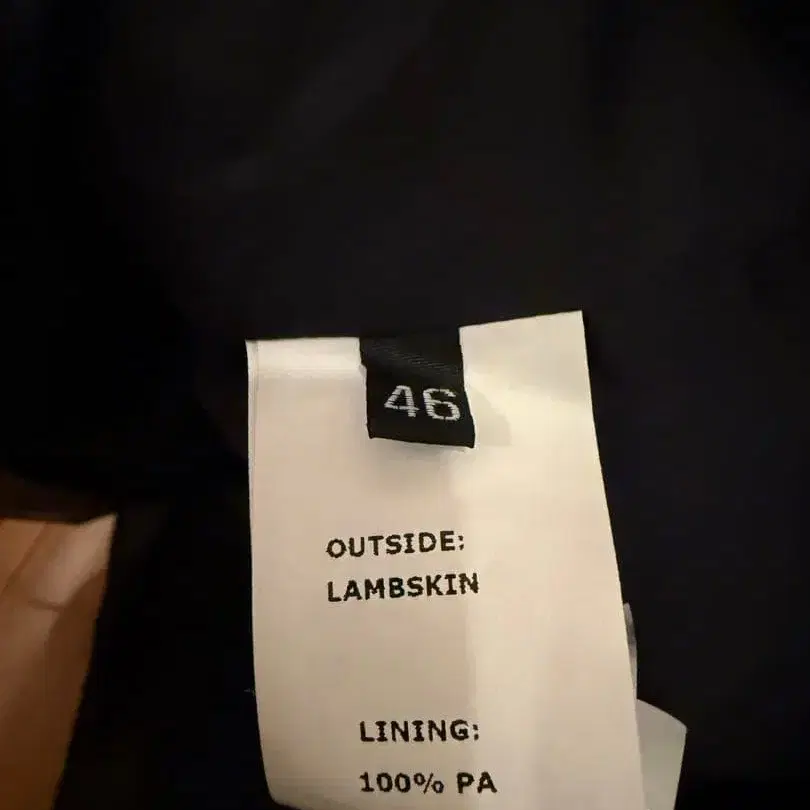 46
OUTSIDE:
LAMBSKIN
LINING:
100% PA